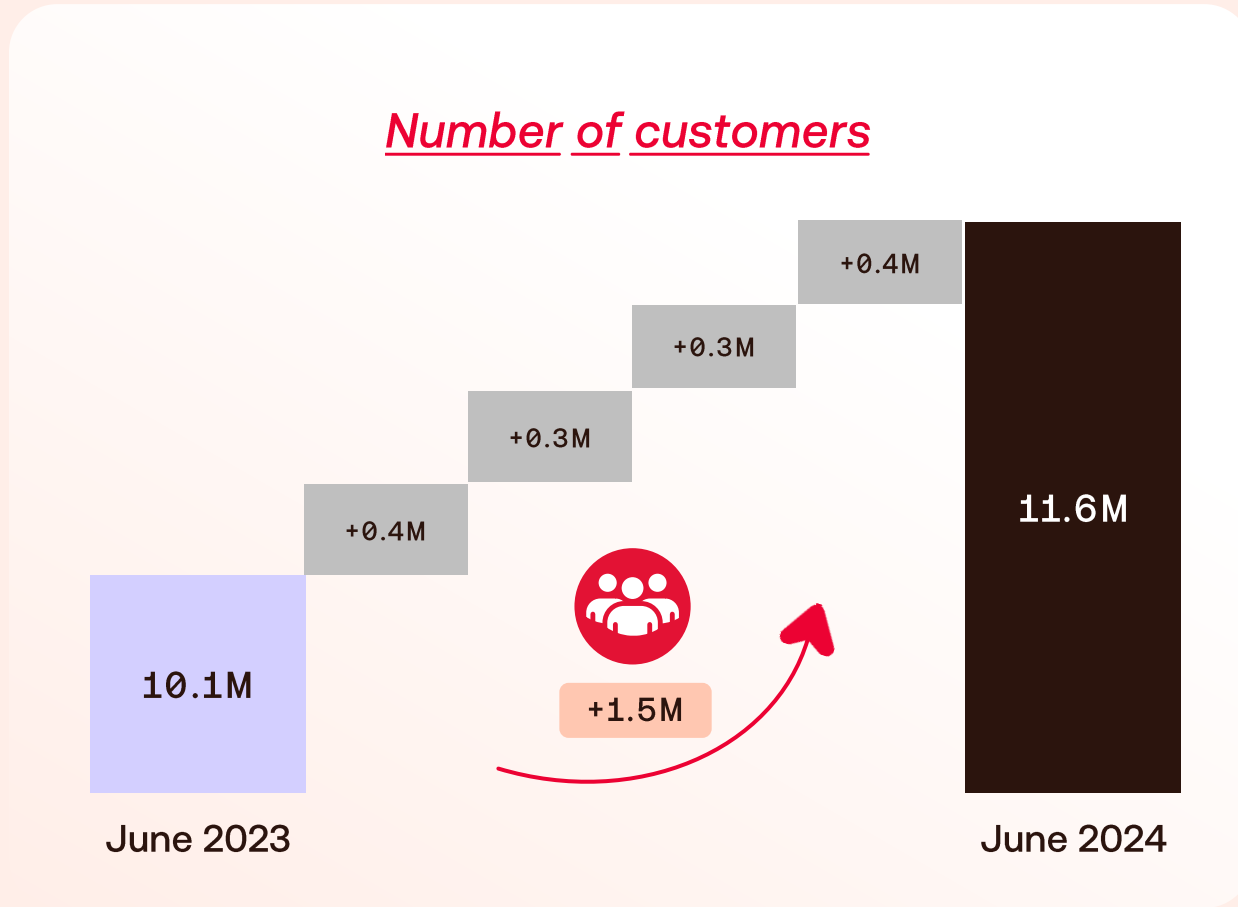 Number of customers
+0.4M
+0.3M
+0.3M
+0.4M
11.6M
10.1M
+1.5M
June 2023
June 2024